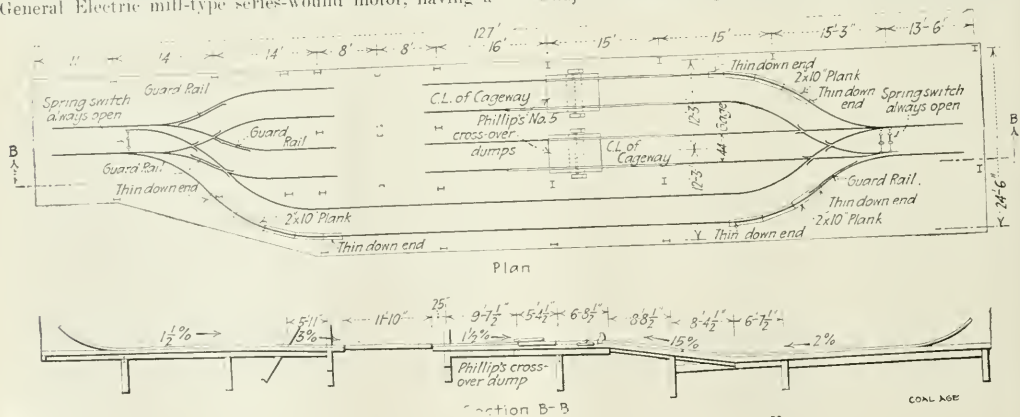 General Electric mill-type series-wound motor, having a
127'
11' 14' 14' 8' 8' 16' 15' 15' 15'-3" 13'-6"
Guard Rail
Spring switch
always open
C.L. of Cageway
Phillip's No. 5
cross-over
dumps
Thin down end
2"x10" Plank
Thin down
end
Spring switch
always open
Guard
Rail
C.L. of
Cageway
12'-3"
44" Gage
12'-3"
24'-6"
B
B
Guard Rail
Thin down end
2"x10" Plank
Thin down end
Guard Rail.
Thin down end
2"x10" Plank
Thin down end
Plan
5'-11" 11'-10" 25" 9'-7½" 5'-4½" 6'-8½" 8'-8½" 8'-4½" 6'-7½"
1½% 3% 1½% 15% 2%
Phillip's cross-
over dump
Section B-B
COAL AGE